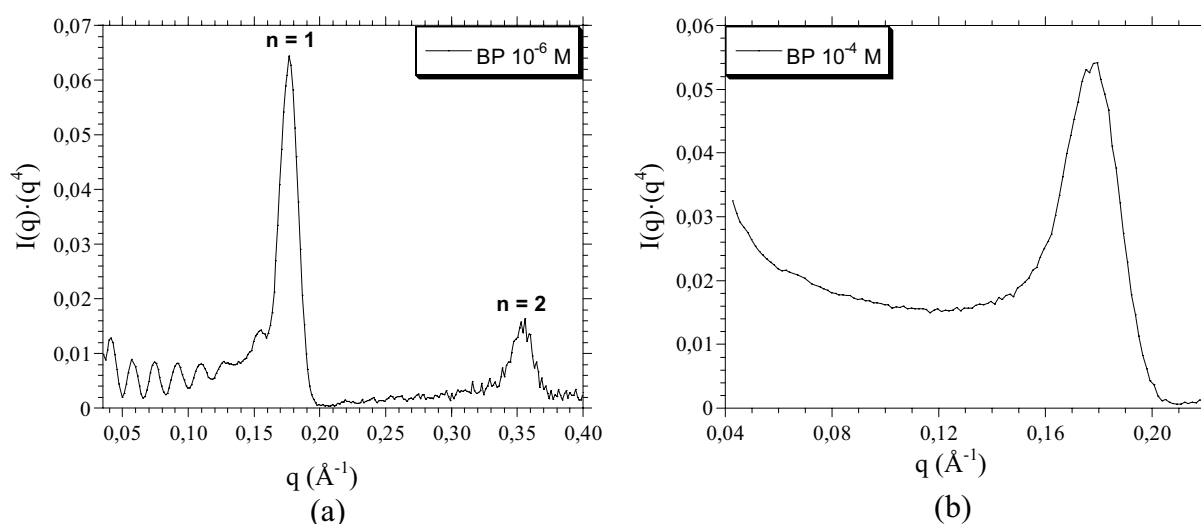 0,07
n = 1
BP 10⁻⁶ M
0,06
0,05
0,04
0,03
0,02
n = 2
0,01
0
0,05 0,10 0,15 0,20 0,25 0,30 0,35 0,40
I(q)·(q⁴)
q (Å⁻¹)
(a)
0,06
BP 10⁻⁴ M
0,05
0,04
0,03
0,02
0,01
0
0,04 0,08 0,12 0,16 0,20
I(q)·(q⁴)
q (Å⁻¹)
(b)